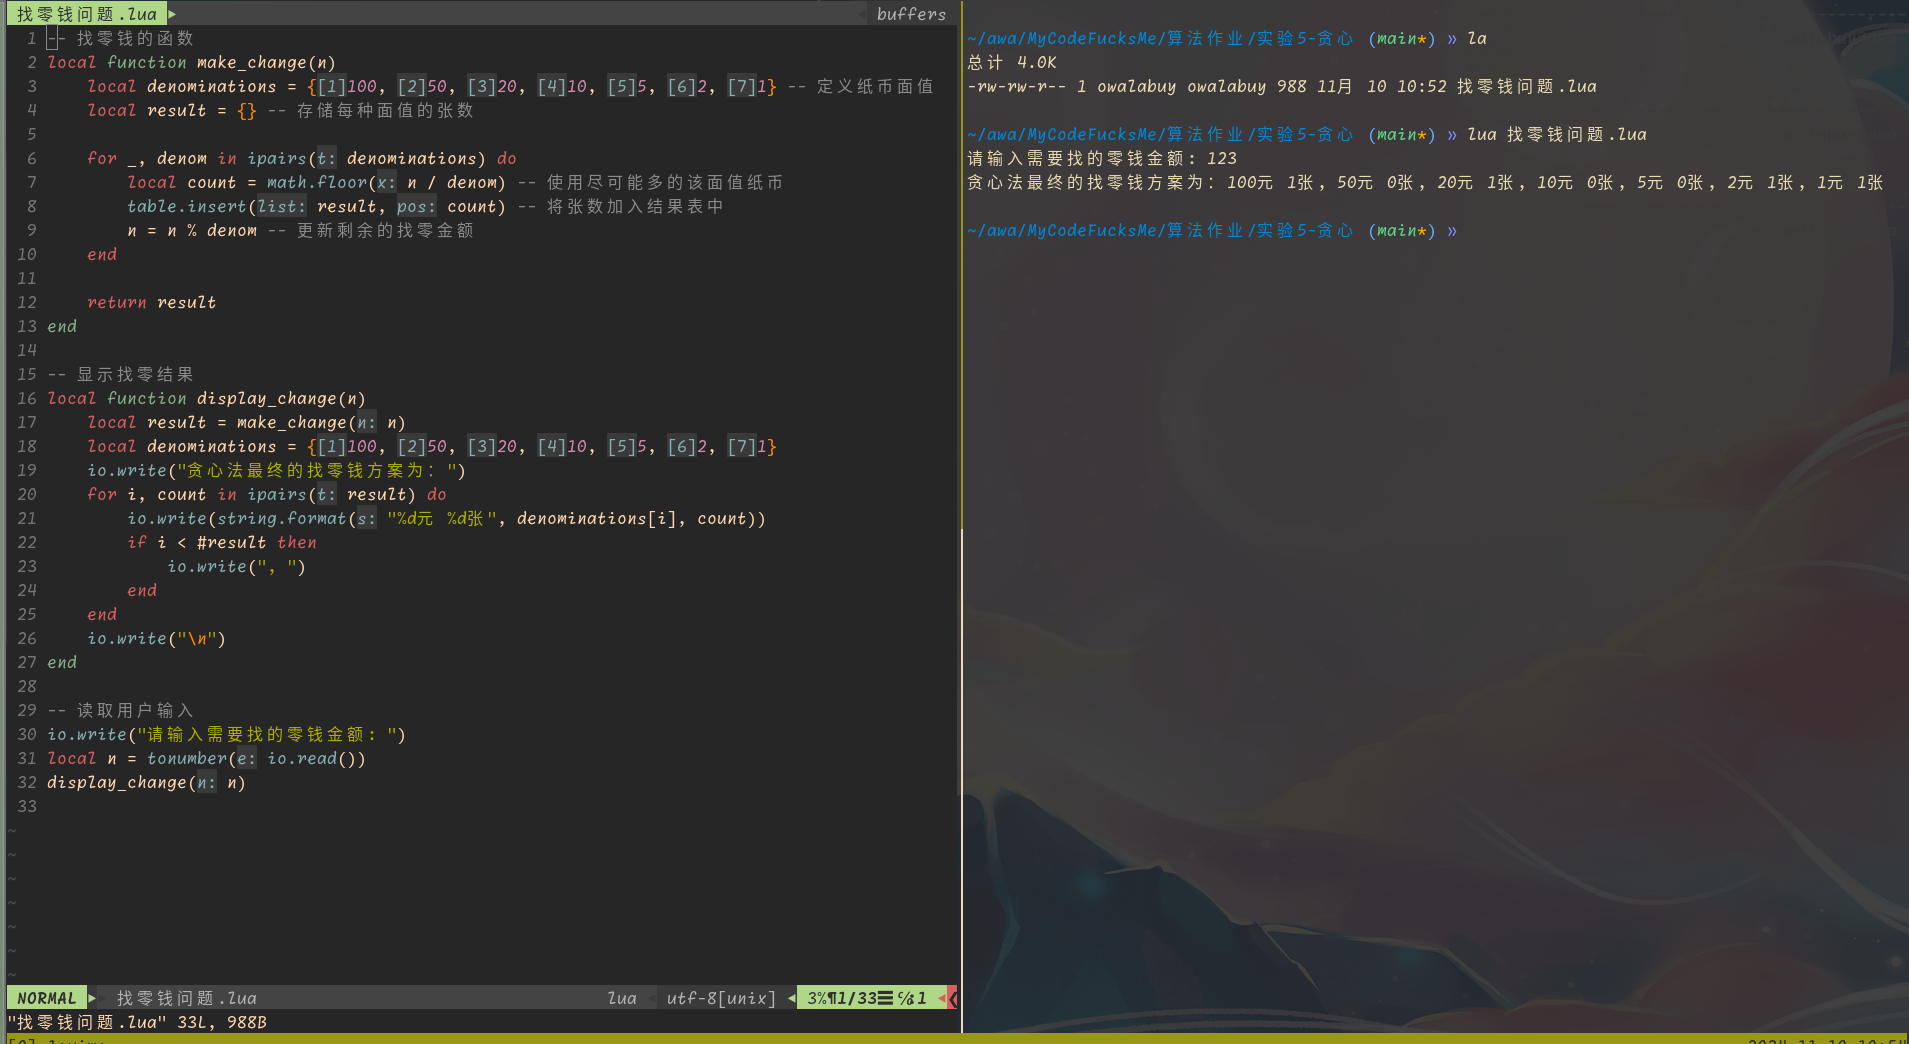 找零钱问题.lua
buffers
1 -- 找零钱的函数
2 local function make_change(n)
3     local denominations = {[1]100, [2]50, [3]20, [4]10, [5]5, [6]2, [7]1} -- 定义纸币面值
4     local result = {} -- 存储每种面值的张数
5
6     for _, denom in ipairs(t: denominations) do
7         local count = math.floor(x: n / denom) -- 使用尽可能多的该面值纸币
8         table.insert(list: result, pos: count) -- 将张数加入结果表中
9         n = n % denom -- 更新剩余的找零金额
10     end
11
12     return result
13 end
14
15 -- 显示找零结果
16 local function display_change(n)
17     local result = make_change(n: n)
18     local denominations = {[1]100, [2]50, [3]20, [4]10, [5]5, [6]2, [7]1}
19     io.write("贪心法最终的找零钱方案为: ")
20     for i, count in ipairs(t: result) do
21         io.write(string.format(s: "%d元 %d张", denominations[i], count))
22         if i < #result then
23             io.write(", ")
24         end
25     end
26     io.write("\n")
27 end
28
29 -- 读取用户输入
30 io.write("请输入需要找的零钱金额: ")
31 local n = tonumber(e: io.read())
32 display_change(n: n)
33
~
~
~
~
~
~
~
NORMAL 找零钱问题.lua lua utf-8[unix] 3%¶1/33☰℅:1
"找零钱问题.lua" 33L, 988B
~/awa/MyCodeFucksMe/算法作业/实验5-贪心 (main*) » la
总计 4.0K
-rw-rw-r-- 1 owalabuy owalabuy 988 11月 10 10:52 找零钱问题.lua
~/awa/MyCodeFucksMe/算法作业/实验5-贪心 (main*) » lua 找零钱问题.lua
请输入需要找的零钱金额: 123
贪心法最终的找零钱方案为: 100元 1张, 50元 0张, 20元 1张, 10元 0张, 5元 0张, 2元 1张, 1元 1张
~/awa/MyCodeFucksMe/算法作业/实验5-贪心 (main*) »